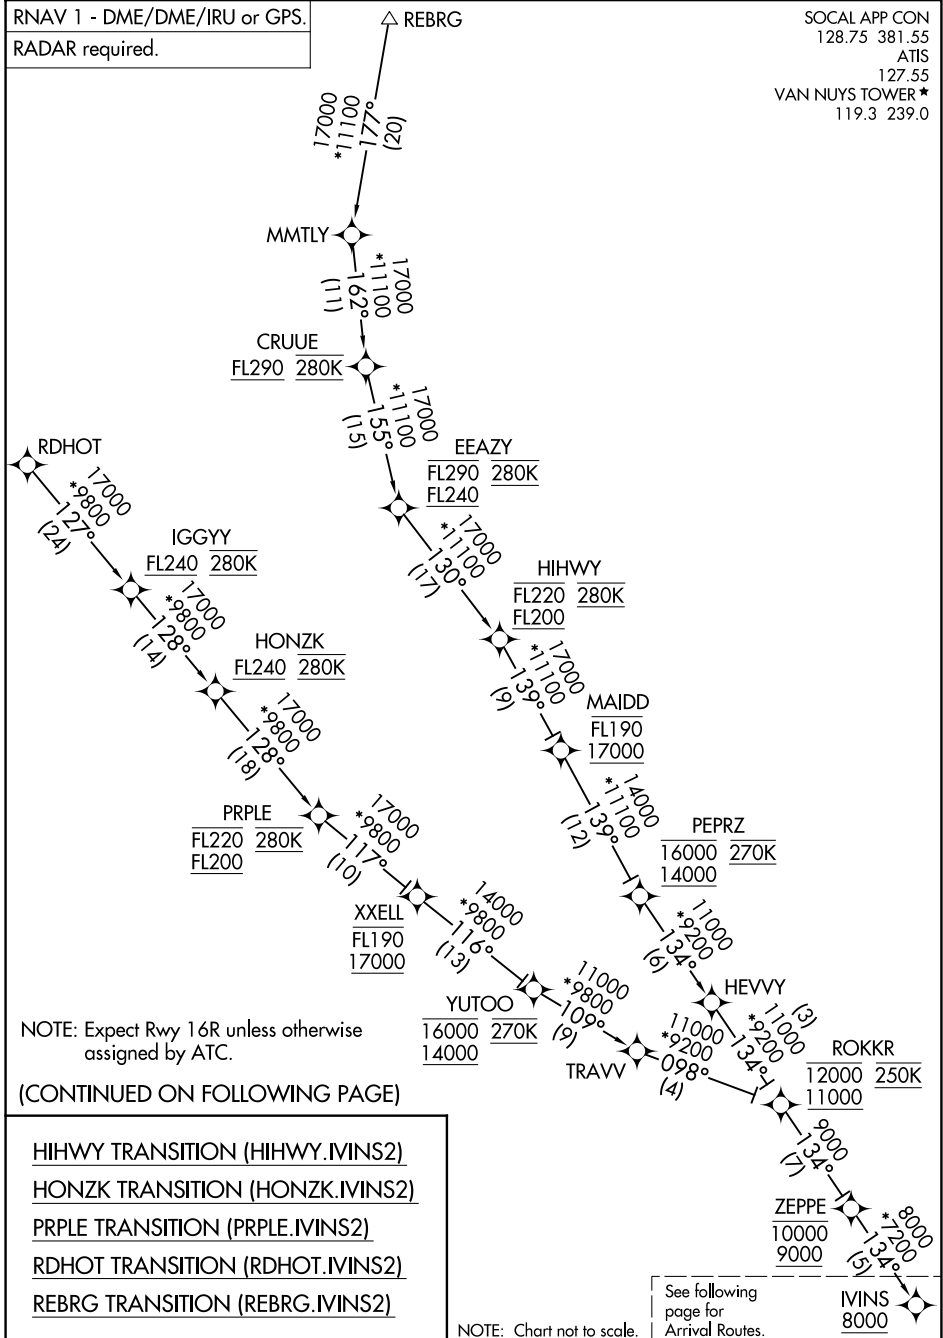 RNAV 1 - DME/DME/IRU or GPS.
RADAR required.
SOCAL APP CON
128.75 381.55
ATIS
127.55
VAN NUYS TOWER★
119.3 239.0
REBRG
17000
*11100
177°
(20)
MMTLY
17000
*11100
162°
(11)
CRUUE
FL290 280K
17000
*11100
155°
(15)
EEAZY
FL290 280K
FL240
RDHOT
17000
*9800
127°
(24)
17000
*11100
130°
(17)
IGGYY
FL240 280K
HIHWY
FL220 280K
FL200
17000
*9800
128°
(14)
HONZK
FL240 280K
17000
*11100
139°
(9)
MAIDD
FL190
17000
17000
*9800
128°
(18)
14000
*11100
139°
(12)
PRPLE
FL220 280K
FL200
17000
*9800
117°
(10)
PEPRZ
16000 270K
14000
XXELL
FL190
17000
14000
*9800
116°
(13)
11000
*9200
134°
(6)
HEVVY
YUTOO
16000 270K
14000
11000
*9800
109°
(9)
(3)
11000
*9200
134°
TRAVV
11000
*9200
098°
(4)
ROKKR
12000 250K
11000
NOTE: Expect Rwy 16R unless otherwise
assigned by ATC.
(CONTINUED ON FOLLOWING PAGE)
9000
134°
(7)
ZEPPE
10000
9000
8000
*7200
134°
(5)
HIHWY TRANSITION (HIHWY.IVINS2)
HONZK TRANSITION (HONZK.IVINS2)
PRPLE TRANSITION (PRPLE.IVINS2)
RDHOT TRANSITION (RDHOT.IVINS2)
REBRG TRANSITION (REBRG.IVINS2)
See following
page for
Arrival Routes.
IVINS
8000
NOTE: Chart not to scale.